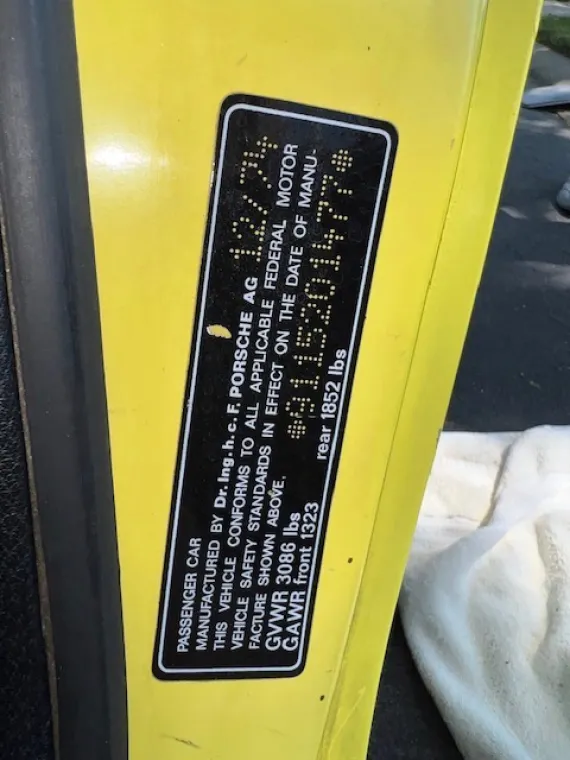 PASSENGER CAR
MANUFACTURED BY Dr. Ing. h. c. F. PORSCHE AG 12/74
THIS VEHICLE CONFORMS TO ALL APPLICABLE FEDERAL MOTOR
VEHICLE SAFETY STANDARDS IN EFFECT ON THE DATE OF MANU-
FACTURE SHOWN ABOVE. *9115201477*
GVWR 3086 lbs
GAWR front 1323 rear 1852 lbs